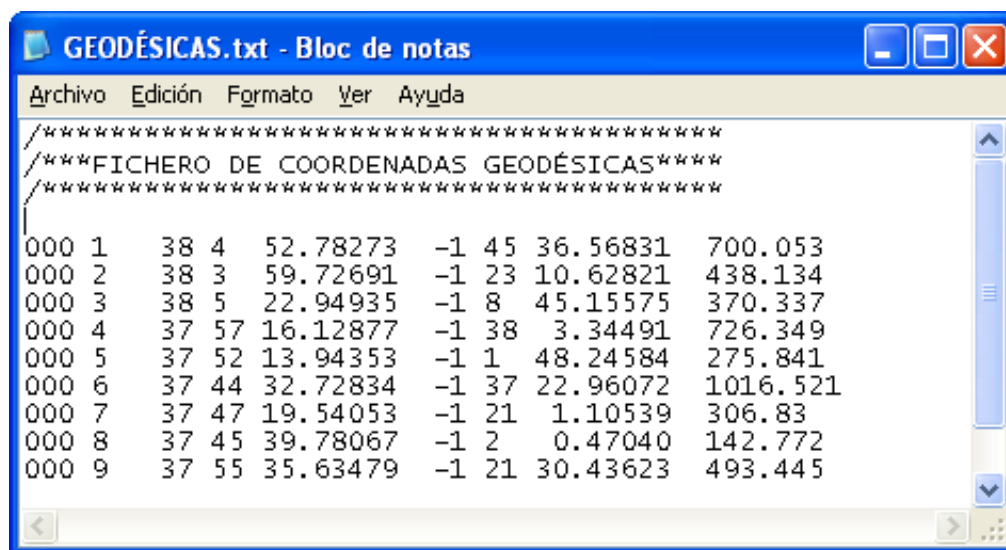 GEODÉSICAS.txt - Bloc de notas
Archivo Edición Formato Ver Ayuda
/****************************************
/***FICHERO DE COORDENADAS GEODÉSICAS****
/****************************************
000 1 38 4 52.78273 -1 45 36.56831 700.053
000 2 38 3 59.72691 -1 23 10.62821 438.134
000 3 38 5 22.94935 -1 8 45.15575 370.337
000 4 37 57 16.12877 -1 38 3.34491 726.349
000 5 37 52 13.94353 -1 1 48.24584 275.841
000 6 37 44 32.72834 -1 37 22.96072 1016.521
000 7 37 47 19.54053 -1 21 1.10539 306.83
000 8 37 45 39.78067 -1 2 0.47040 142.772
000 9 37 55 35.63479 -1 21 30.43623 493.445